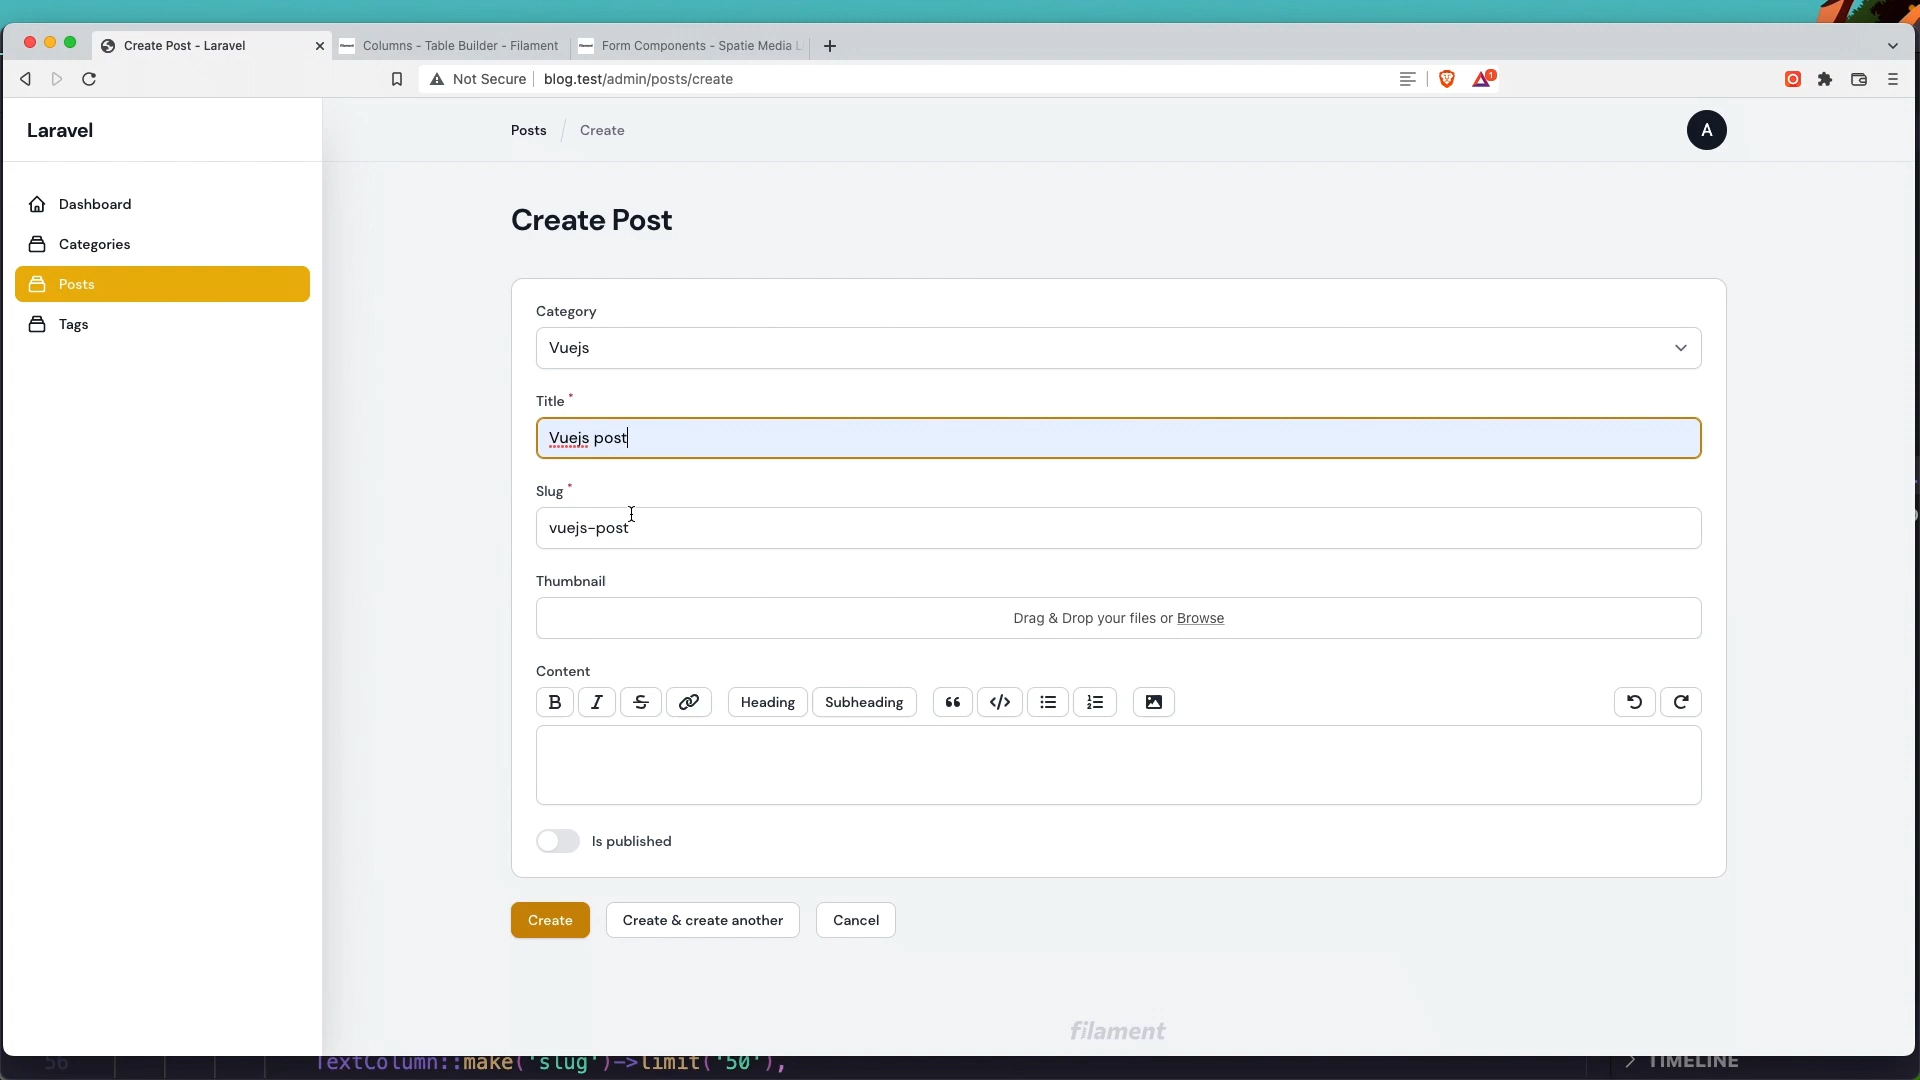 Create Post - Laravel
Columns - Table Builder - Filament
Form Components - Spatie Media L
Not Secure
blog.test/admin/posts/create
1
Laravel
Posts
Create
A
Dashboard
Categories
Posts
Tags
Create Post
Category
Vuejs
Title *
Vuejs post
Slug *
vuejs-post
Thumbnail
Drag & Drop your files or Browse
Content
B I S Heading Subheading
Is published
Create
Create & create another
Cancel
filament
56 TextColumn::make('slug')->limit('50'),
TIMELINE